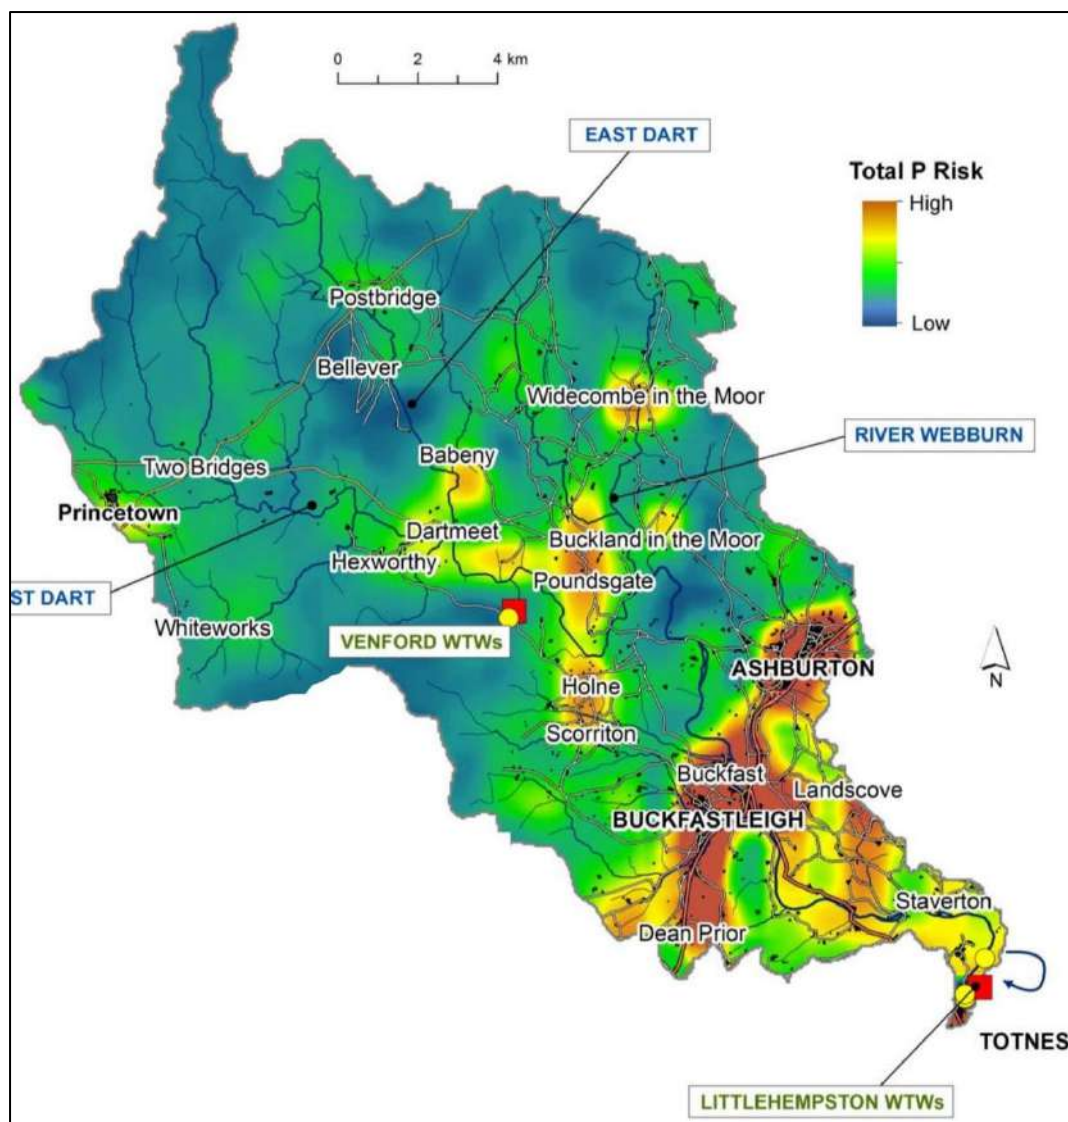 0 2 4 km
EAST DART
Total P Risk
High
Low
Postbridge
Bellever
Widecombe in the Moor
RIVER WEBBURN
Babeny
Two Bridges
Princetown
Dartmeet
Buckland in the Moor
Hexworthy
Poundsgate
ST DART
Whiteworks
VENFORD WTWs
ASHBURTON
N
Holne
Scorriton
Buckfast
Landscove
BUCKFASTLEIGH
Staverton
Dean Prior
TOTNES
LITTLEHEMPSTON WTWs